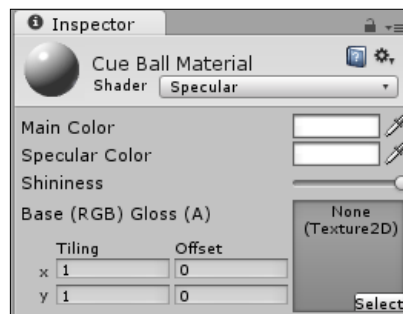 Inspector
Cue Ball Material
Shader Specular
Main Color
Specular Color
Shininess
Base (RGB) Gloss (A)
None
(Texture2D)
Tiling Offset
x 1 0
y 1 0
Select